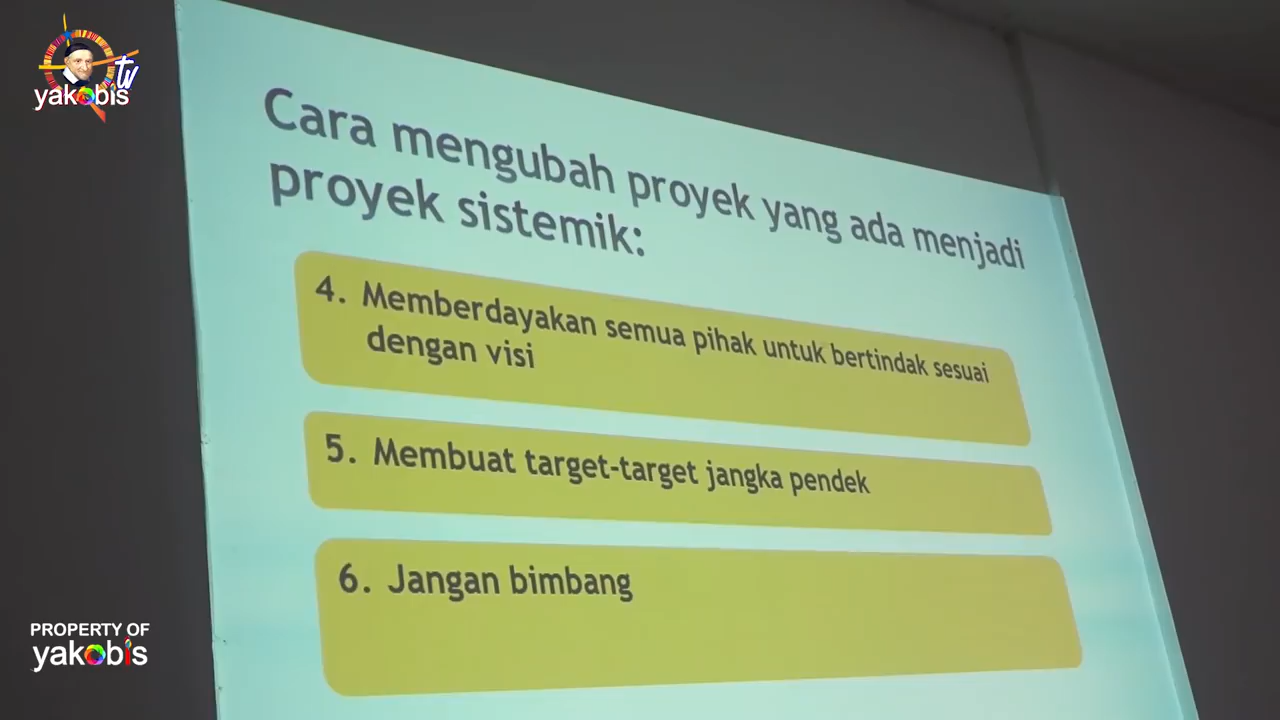 tv
yakobis
Cara mengubah proyek yang ada menjadi
proyek sistemik:
4. Memberdayakan semua pihak untuk bertindak sesuai
dengan visi
5. Membuat target-target jangka pendek
6. Jangan bimbang
PROPERTY OF
yakobis